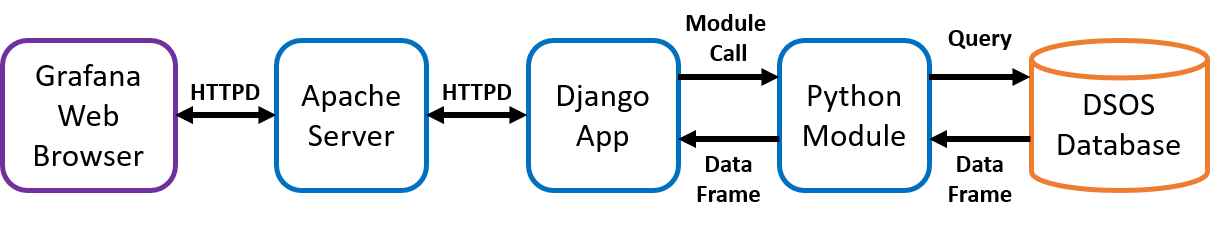 Grafana
Web
Browser
HTTPD
Apache
Server
HTTPD
Django
App
Module
Call
Data
Frame
Python
Module
Query
Data
Frame
DSOS
Database